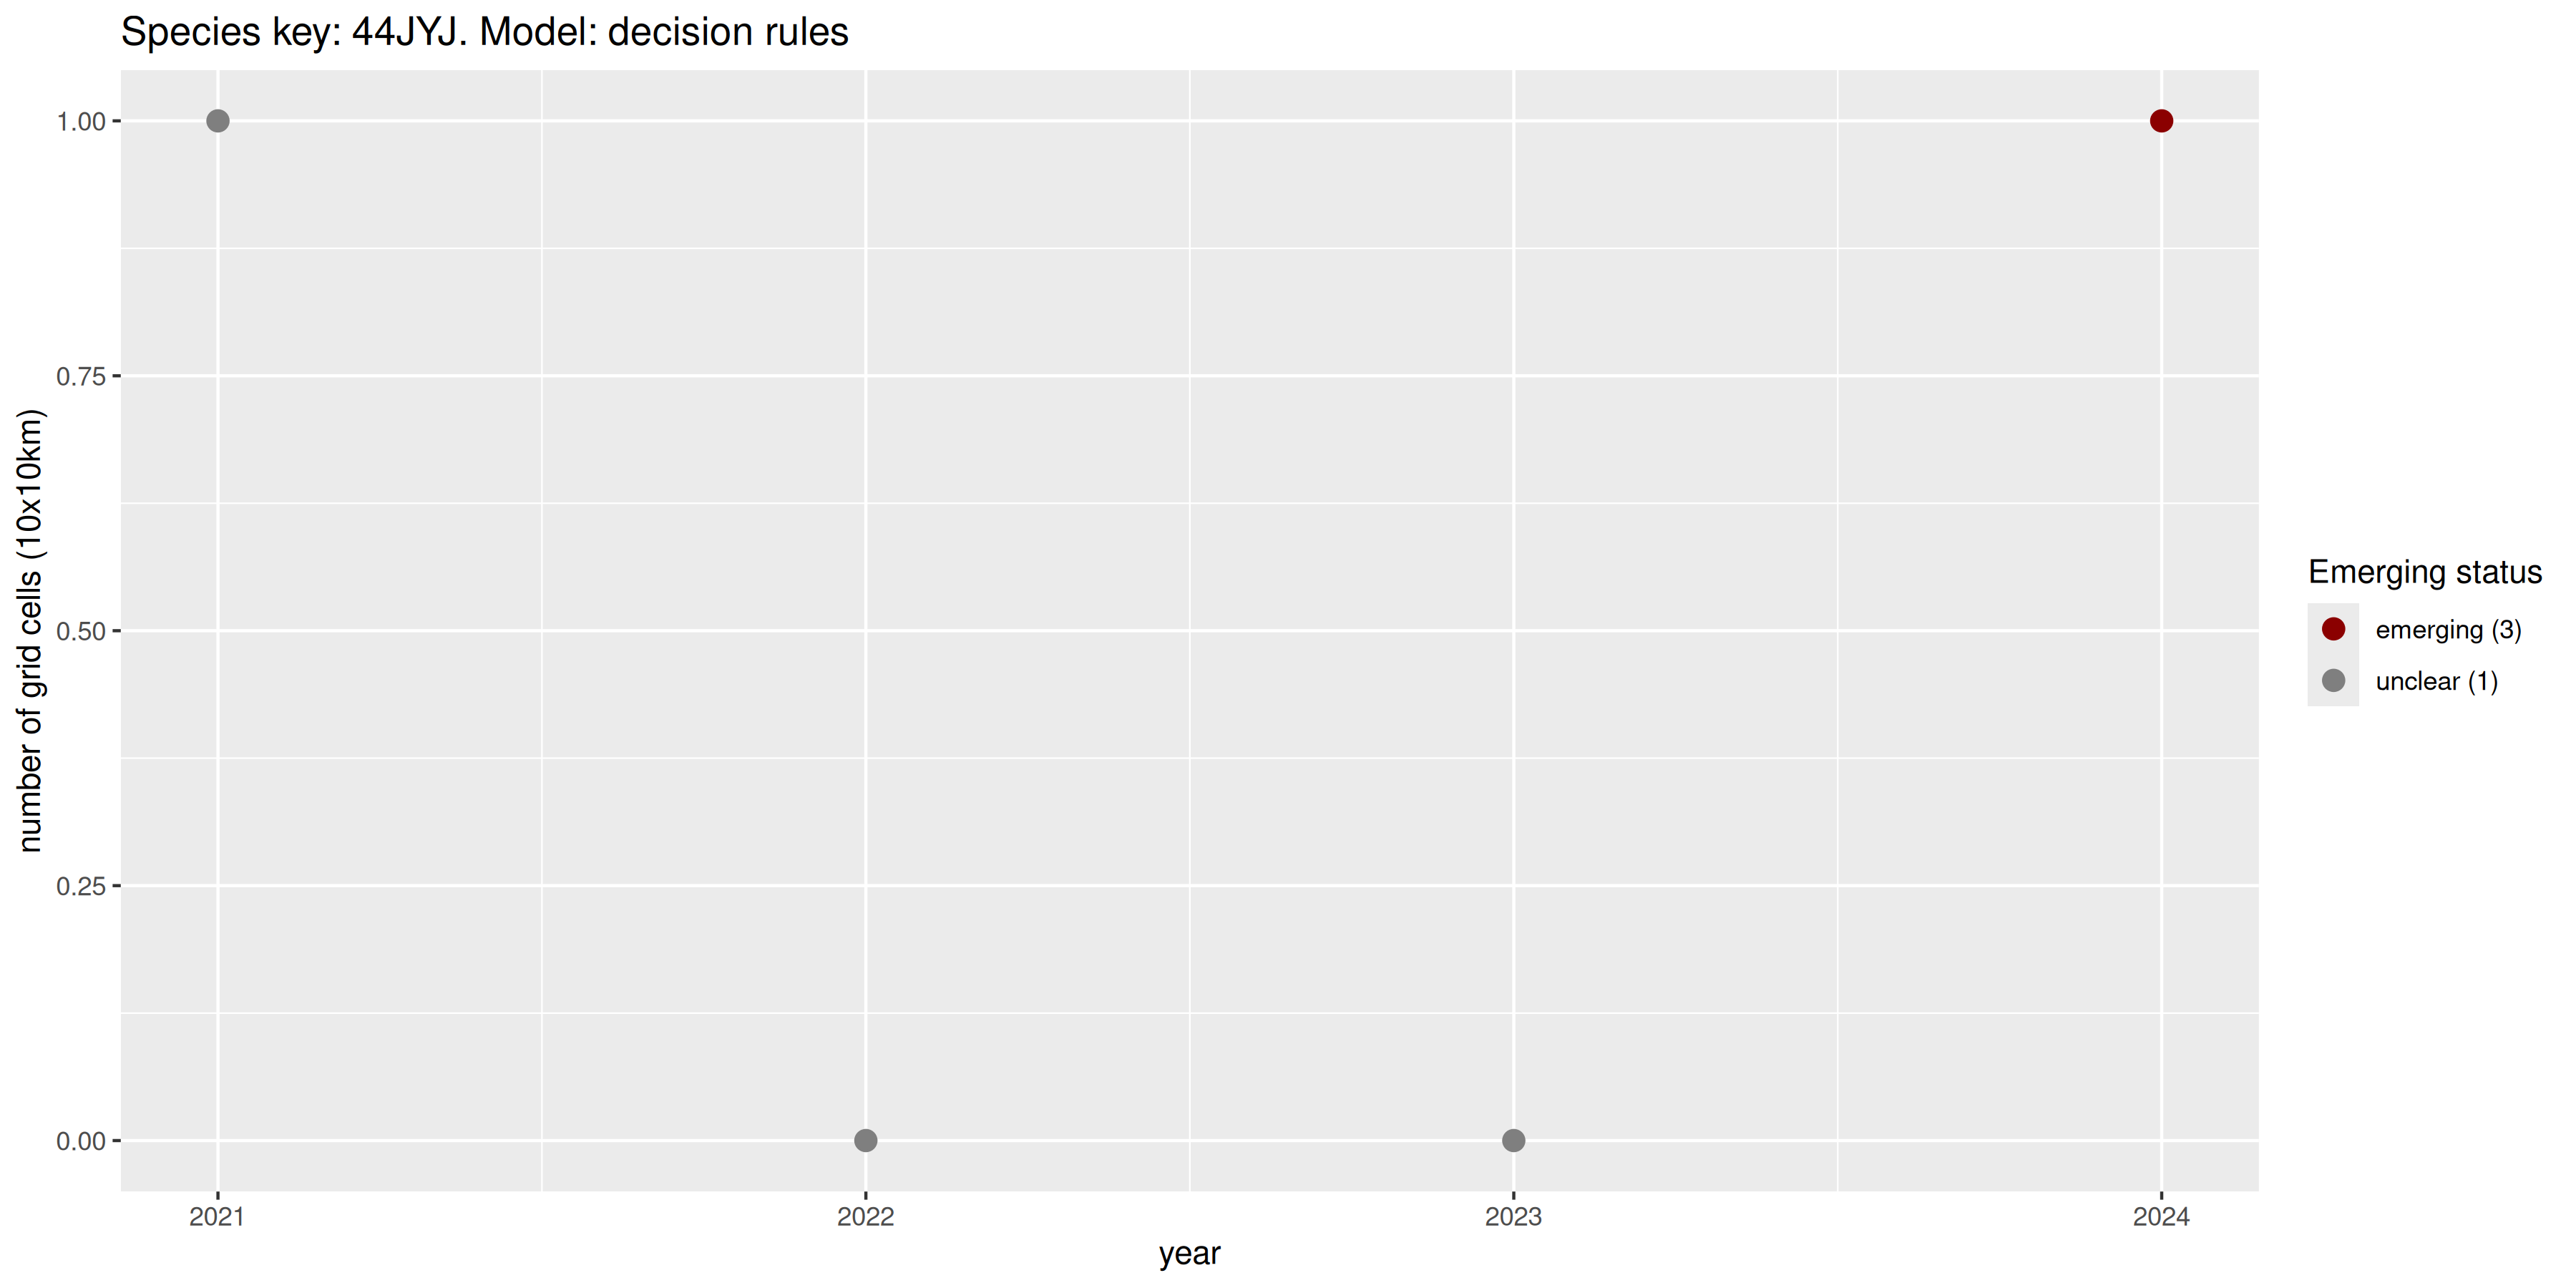 Species key: 44JYJ. Model: decision rules
number of grid cells (10x10km)
1.00
0.75
0.50
0.25
0.00
2021 2022 2023 2024
year
Emerging status
emerging (3)
unclear (1)